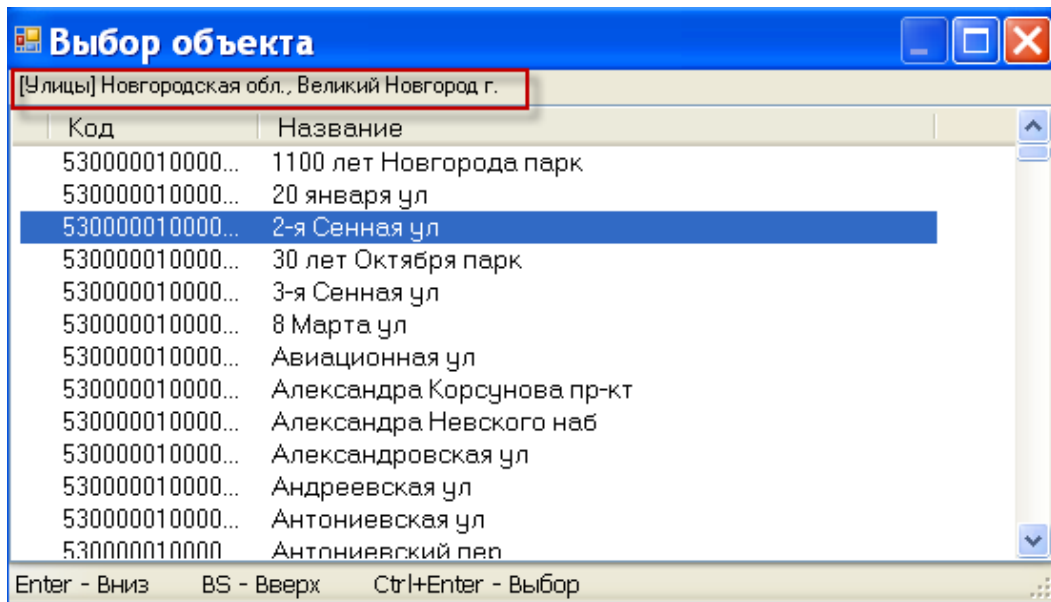 Выбор объекта
[Улицы] Новгородская обл., Великий Новгород г.
Код Название
530000010000... 1100 лет Новгорода парк
530000010000... 20 января ул
530000010000... 2-я Сенная ул
530000010000... 30 лет Октября парк
530000010000... 3-я Сенная ул
530000010000... 8 Марта ул
530000010000... Авиационная ул
530000010000... Александра Корсунова пр-кт
530000010000... Александра Невского наб
530000010000... Александровская ул
530000010000... Андреевская ул
530000010000... Антониевская ул
530000010000... Антониевский пер
Enter - Вниз BS - Вверх Ctrl+Enter - Выбор